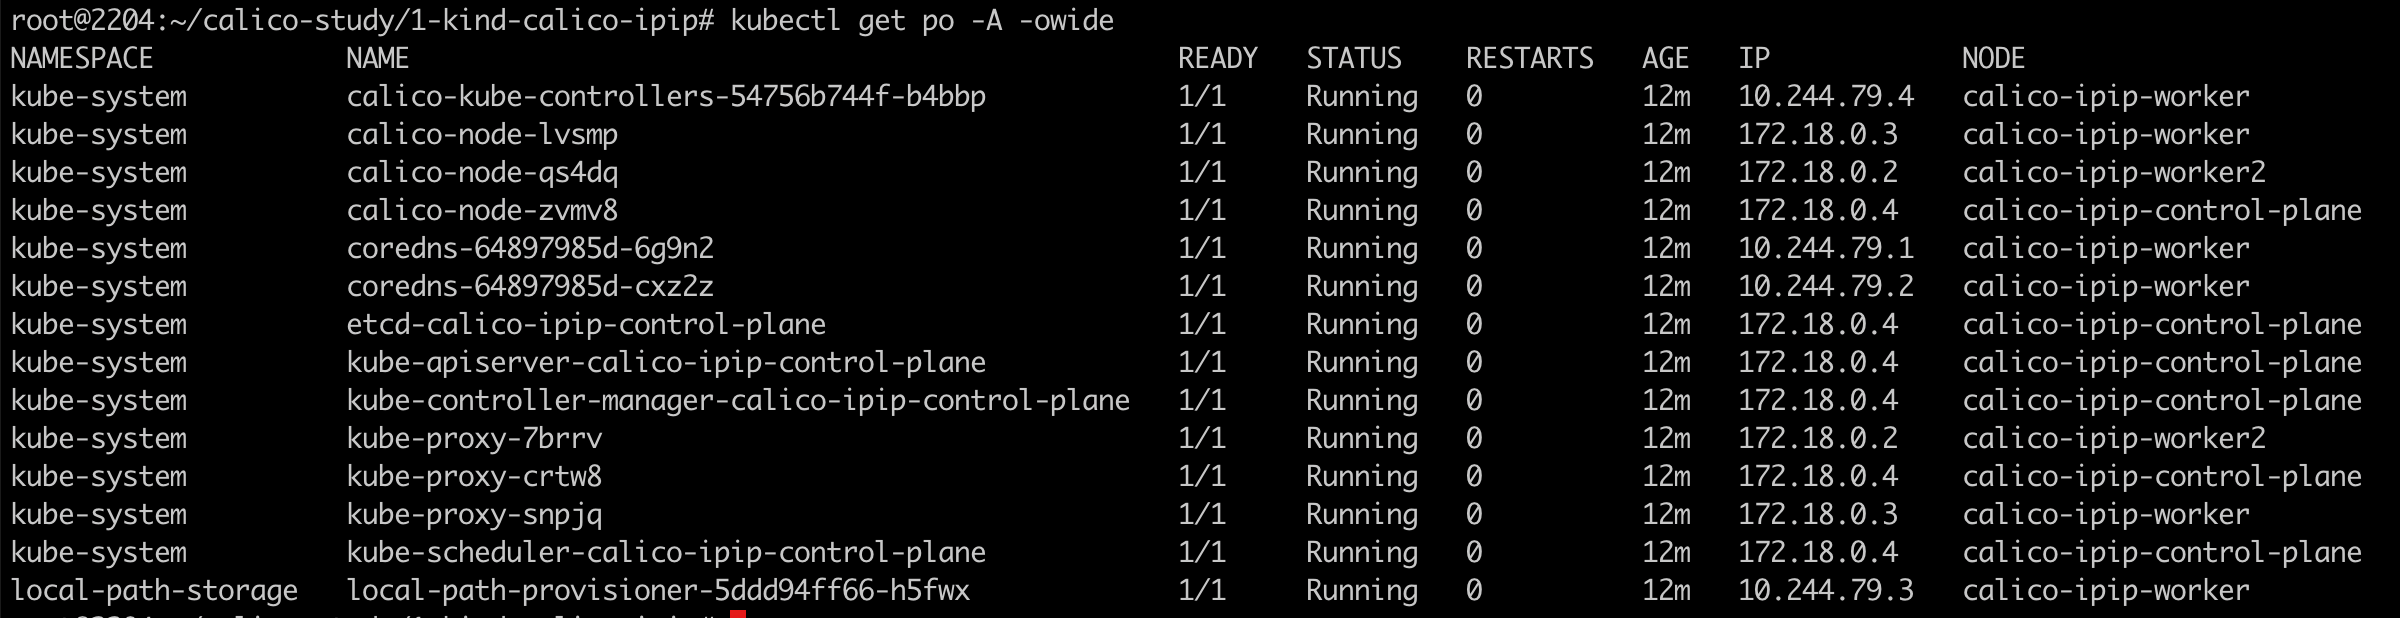 root@2204:~/calico-study/1-kind-calico-ipip# kubectl get po -A -owide
NAMESPACE NAME READY STATUS RESTARTS AGE IP NODE
kube-system calico-kube-controllers-54756b744f-b4bbp 1/1 Running 0 12m 10.244.79.4 calico-ipip-worker
kube-system calico-node-lvsmp 1/1 Running 0 12m 172.18.0.3 calico-ipip-worker
kube-system calico-node-qs4dq 1/1 Running 0 12m 172.18.0.2 calico-ipip-worker2
kube-system calico-node-zvmv8 1/1 Running 0 12m 172.18.0.4 calico-ipip-control-plane
kube-system coredns-64897985d-6g9n2 1/1 Running 0 12m 10.244.79.1 calico-ipip-worker
kube-system coredns-64897985d-cxz2z 1/1 Running 0 12m 10.244.79.2 calico-ipip-worker
kube-system etcd-calico-ipip-control-plane 1/1 Running 0 12m 172.18.0.4 calico-ipip-control-plane
kube-system kube-apiserver-calico-ipip-control-plane 1/1 Running 0 12m 172.18.0.4 calico-ipip-control-plane
kube-system kube-controller-manager-calico-ipip-control-plane 1/1 Running 0 12m 172.18.0.4 calico-ipip-control-plane
kube-system kube-proxy-7brrv 1/1 Running 0 12m 172.18.0.2 calico-ipip-worker2
kube-system kube-proxy-crtw8 1/1 Running 0 12m 172.18.0.4 calico-ipip-control-plane
kube-system kube-proxy-snpjq 1/1 Running 0 12m 172.18.0.3 calico-ipip-worker
kube-system kube-scheduler-calico-ipip-control-plane 1/1 Running 0 12m 172.18.0.4 calico-ipip-control-plane
local-path-storage local-path-provisioner-5ddd94ff66-h5fwx 1/1 Running 0 12m 10.244.79.3 calico-ipip-worker